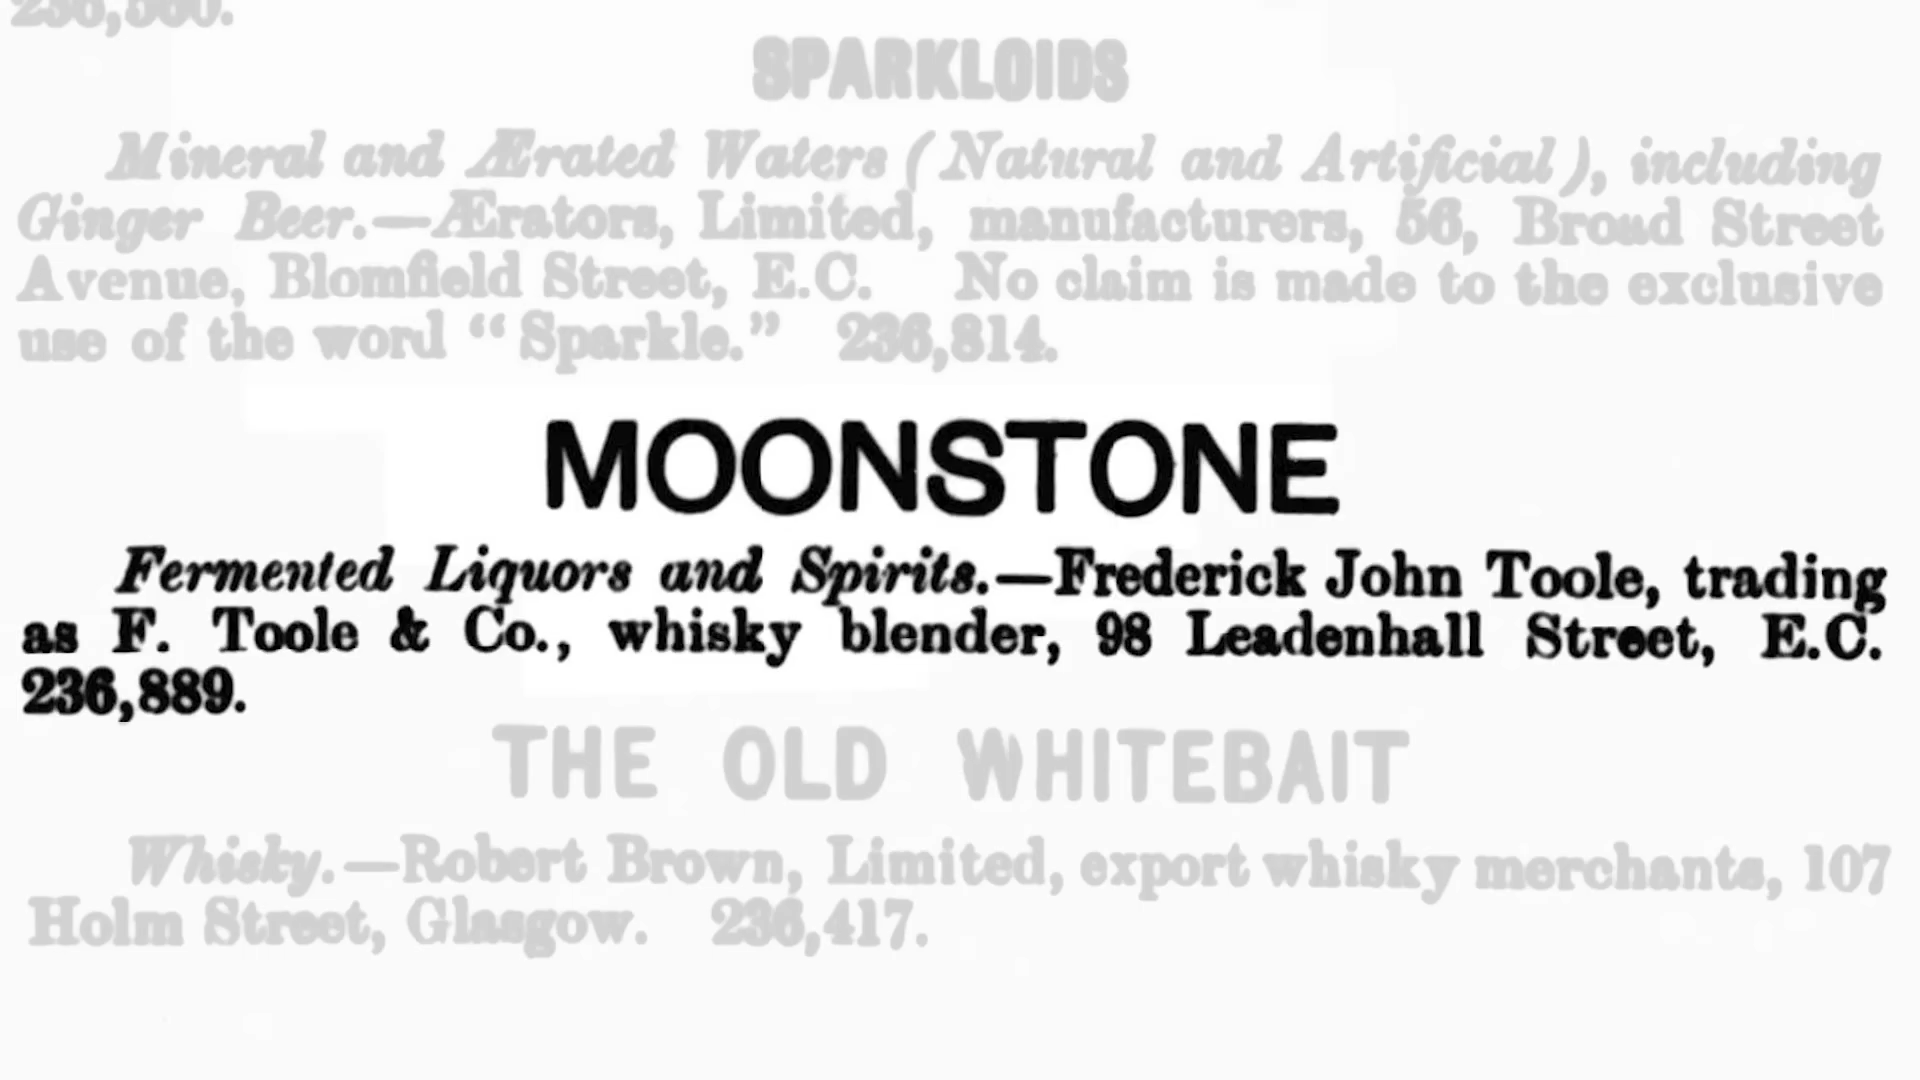 SPARKLOIDS
Mineral and Ærated Waters (Natural and Artificial), including
Ginger Beer.—Ærators, Limited, manufacturers, 56, Broad Street
Avenue, Blomfield Street, E.C. No claim is made to the exclusive
use of the word “Sparkle.” 236,814.
MOONSTONE
Fermented Liquors and Spirits.—Frederick John Toole, trading
as F. Toole & Co., whisky blender, 98 Leadenhall Street, E.C.
236,889.
THE OLD WHITEBAIT
Whisky.—Robert Brown, Limited, export whisky merchants, 107
Holm Street, Glasgow. 236,417.